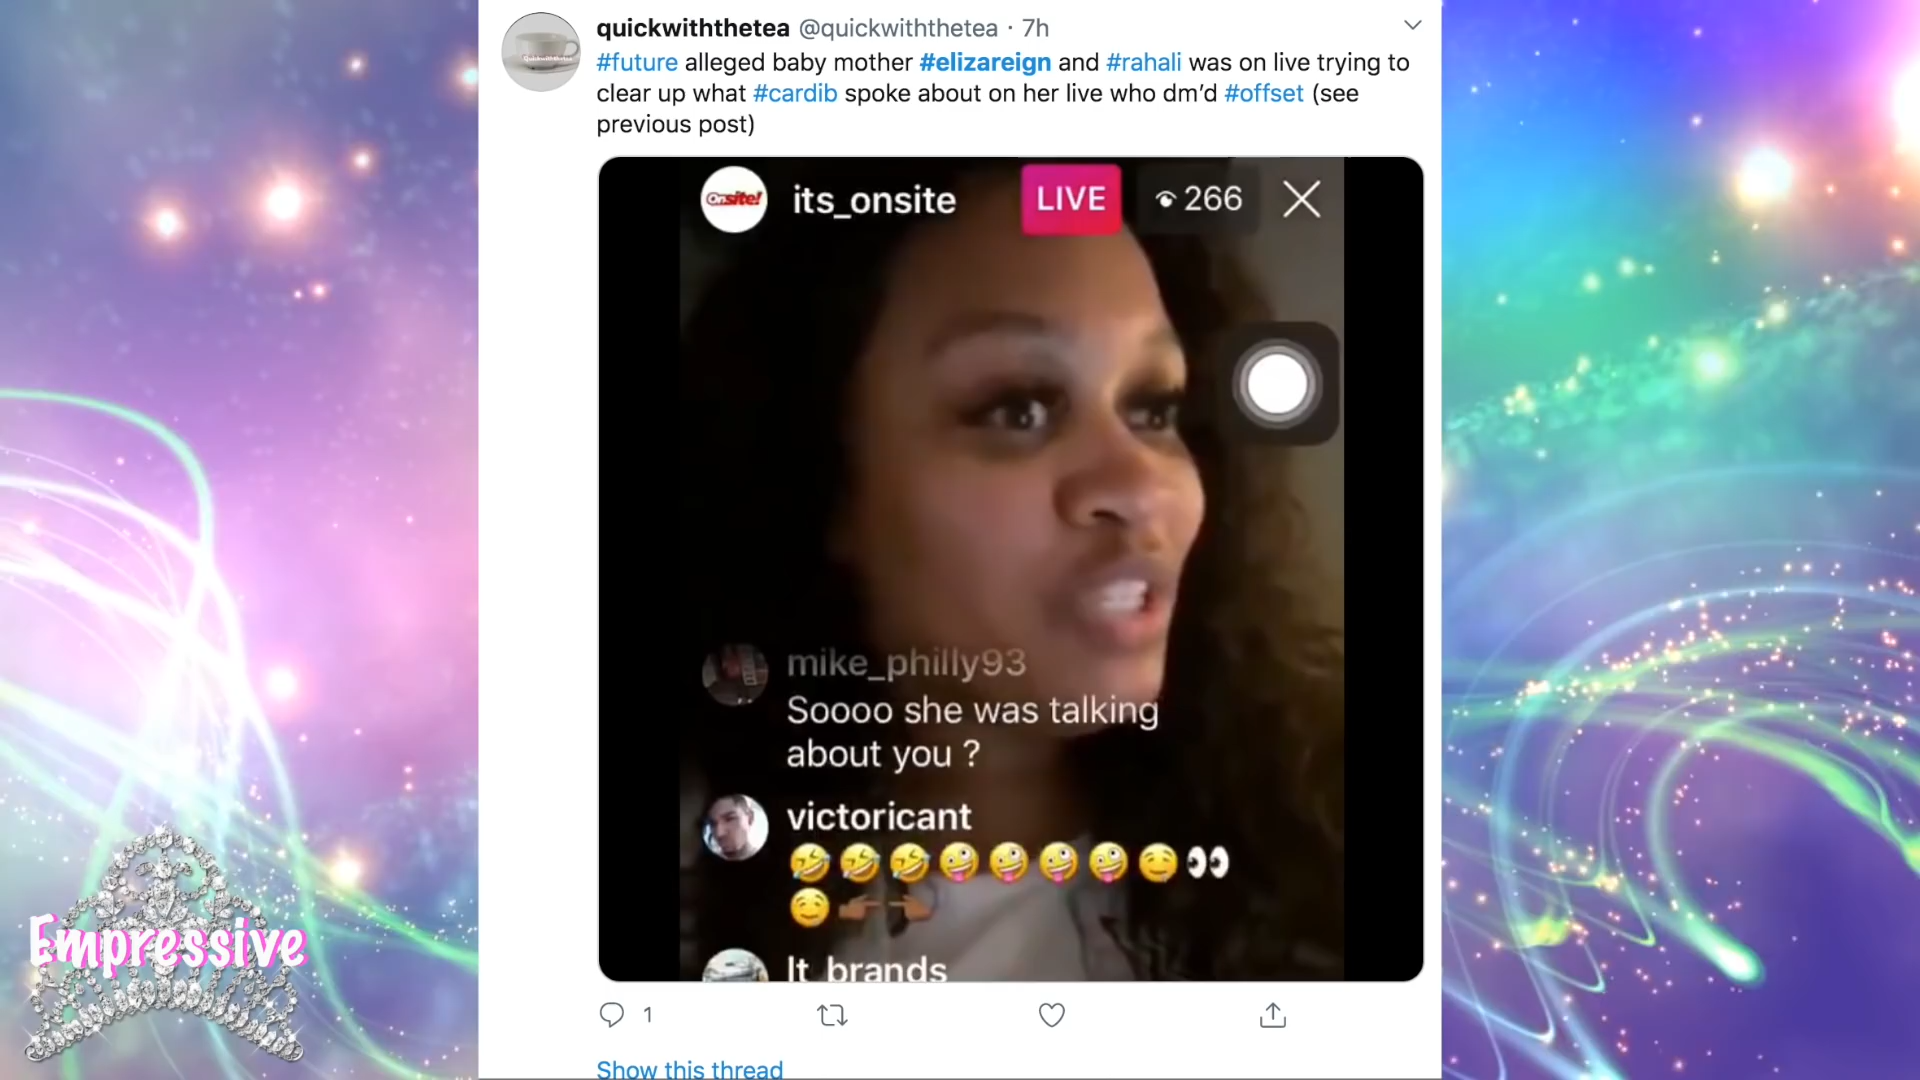 quickwiththetea @quickwiththetea · 7h
#future alleged baby mother #elizareign and #rahali was on live trying to
clear up what #cardib spoke about on her live who dm’d #offset (see
previous post)
Onsite!
its_onsite
LIVE
266
mike_philly93
Soooo she was talking
about you ?
victoricant
🤣🤣🤣🤪🤪🤪🤪🤤👀
🤤👉🏾👈🏾
lt_brands
1
Show this thread
Empressive